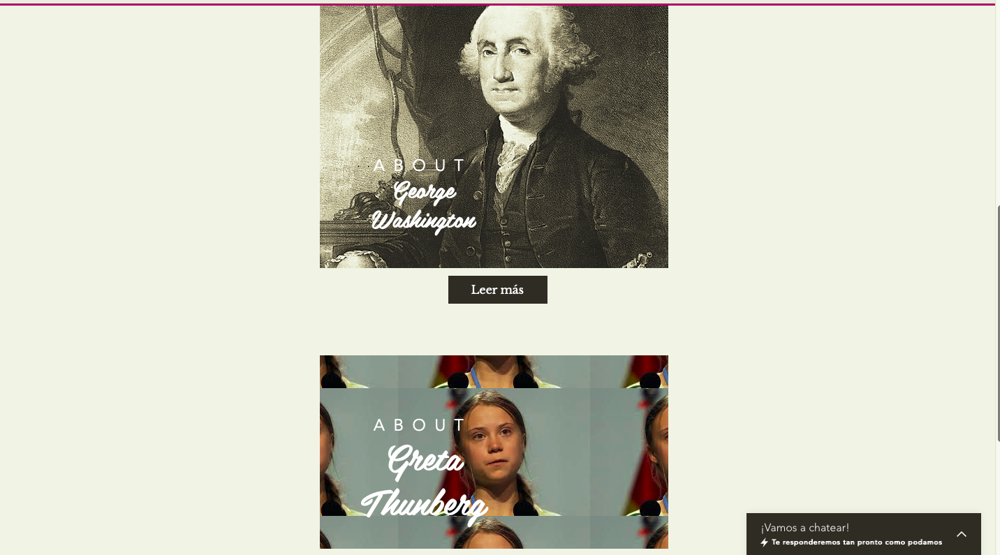 ABOUT
George
Washington
Leer más
ABOUT
Greta
Thunberg
¡Vamos a chatear!
Te responderemos tan pronto como podamos